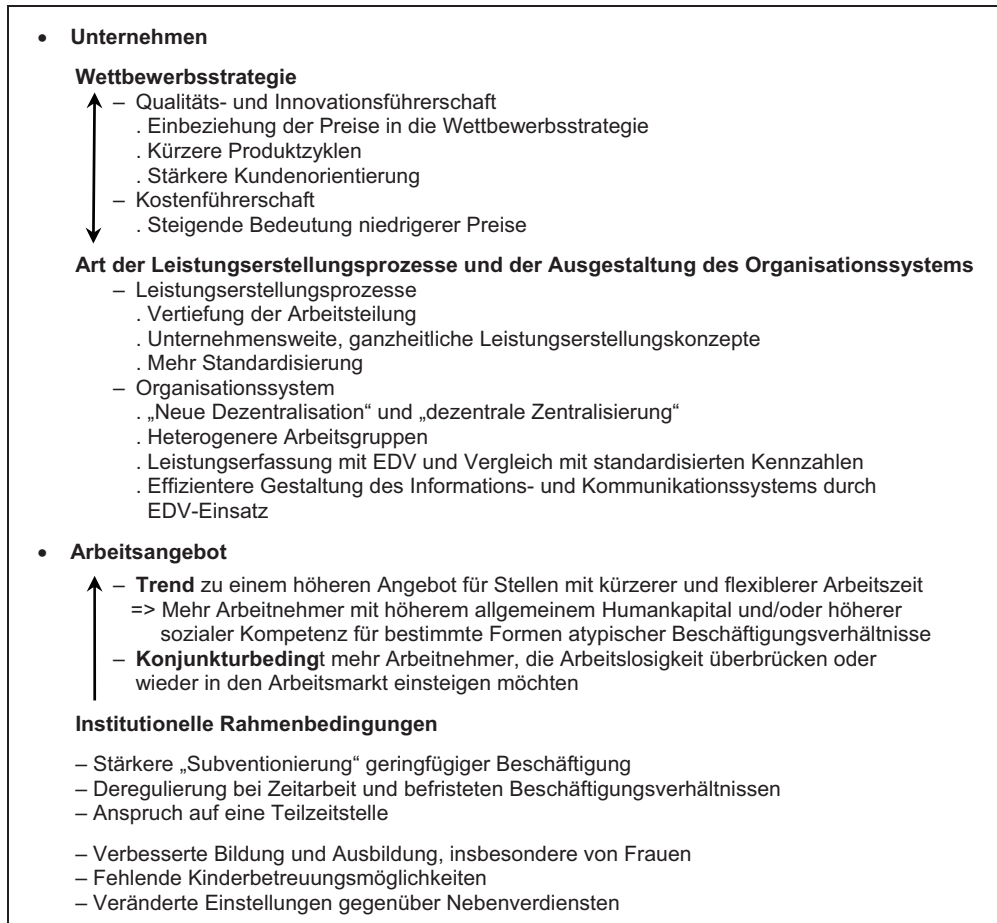 • Unternehmen
Wettbewerbsstrategie
– Qualitäts- und Innovationsführerschaft
. Einbeziehung der Preise in die Wettbewerbsstrategie
. Kürzere Produktzyklen
. Stärkere Kundenorientierung
– Kostenführerschaft
. Steigende Bedeutung niedrigerer Preise
Art der Leistungserstellungsprozesse und der Ausgestaltung des Organisationssystems
– Leistungserstellungsprozesse
. Vertiefung der Arbeitsteilung
. Unternehmensweite, ganzheitliche Leistungserstellungskonzepte
. Mehr Standardisierung
– Organisationssystem
. „Neue Dezentralisation“ und „dezentrale Zentralisierung“
. Heterogenere Arbeitsgruppen
. Leistungserfassung mit EDV und Vergleich mit standardisierten Kennzahlen
. Effizientere Gestaltung des Informations- und Kommunikationssystems durch
EDV-Einsatz
• Arbeitsangebot
– Trend zu einem höheren Angebot für Stellen mit kürzerer und flexiblerer Arbeitszeit
=> Mehr Arbeitnehmer mit höherem allgemeinem Humankapital und/oder höherer
sozialer Kompetenz für bestimmte Formen atypischer Beschäftigungsverhältnisse
– Konjunkturbedingt mehr Arbeitnehmer, die Arbeitslosigkeit überbrücken oder
wieder in den Arbeitsmarkt einsteigen möchten
Institutionelle Rahmenbedingungen
– Stärkere „Subventionierung“ geringfügiger Beschäftigung
– Deregulierung bei Zeitarbeit und befristeten Beschäftigungsverhältnissen
– Anspruch auf eine Teilzeitstelle
– Verbesserte Bildung und Ausbildung, insbesondere von Frauen
– Fehlende Kinderbetreuungsmöglichkeiten
– Veränderte Einstellungen gegenüber Nebenverdiensten